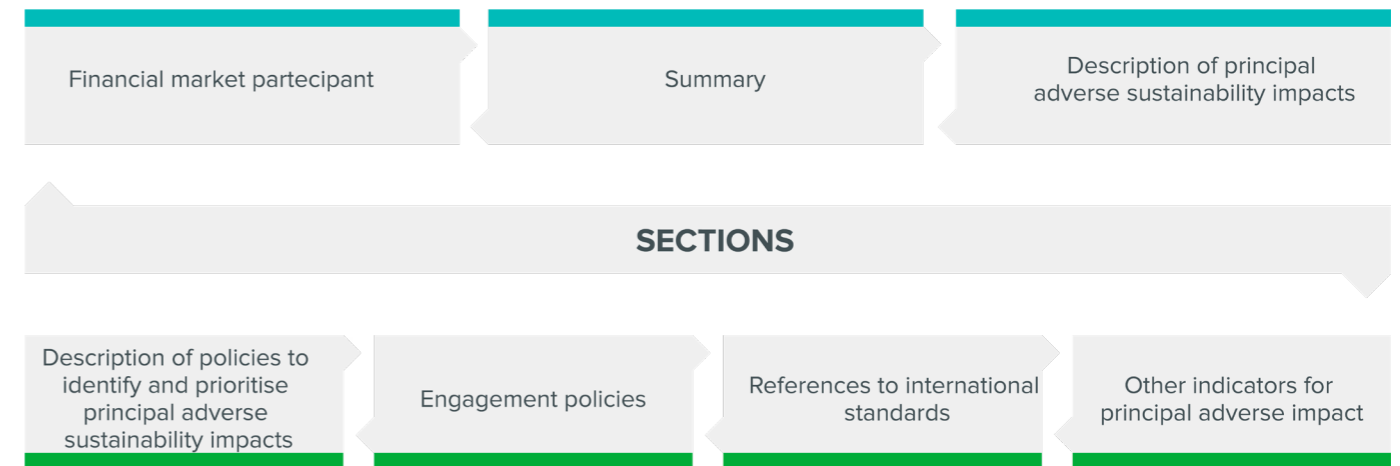 Financial market partecipant
Summary
Description of principal
adverse sustainability impacts
SECTIONS
Description of policies to
identify and prioritise
principal adverse
sustainability impacts
Engagement policies
References to international
standards
Other indicators for
principal adverse impact